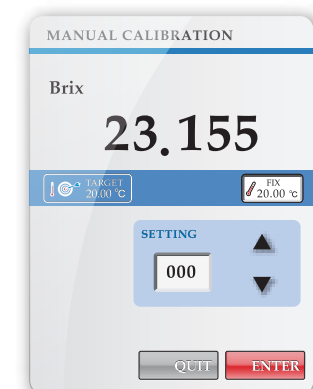 MANUAL CALIBRATION
Brix
23.155
TARGET
20.00 °C
FIX
20.00 °C
SETTING
000
QUIT
ENTER